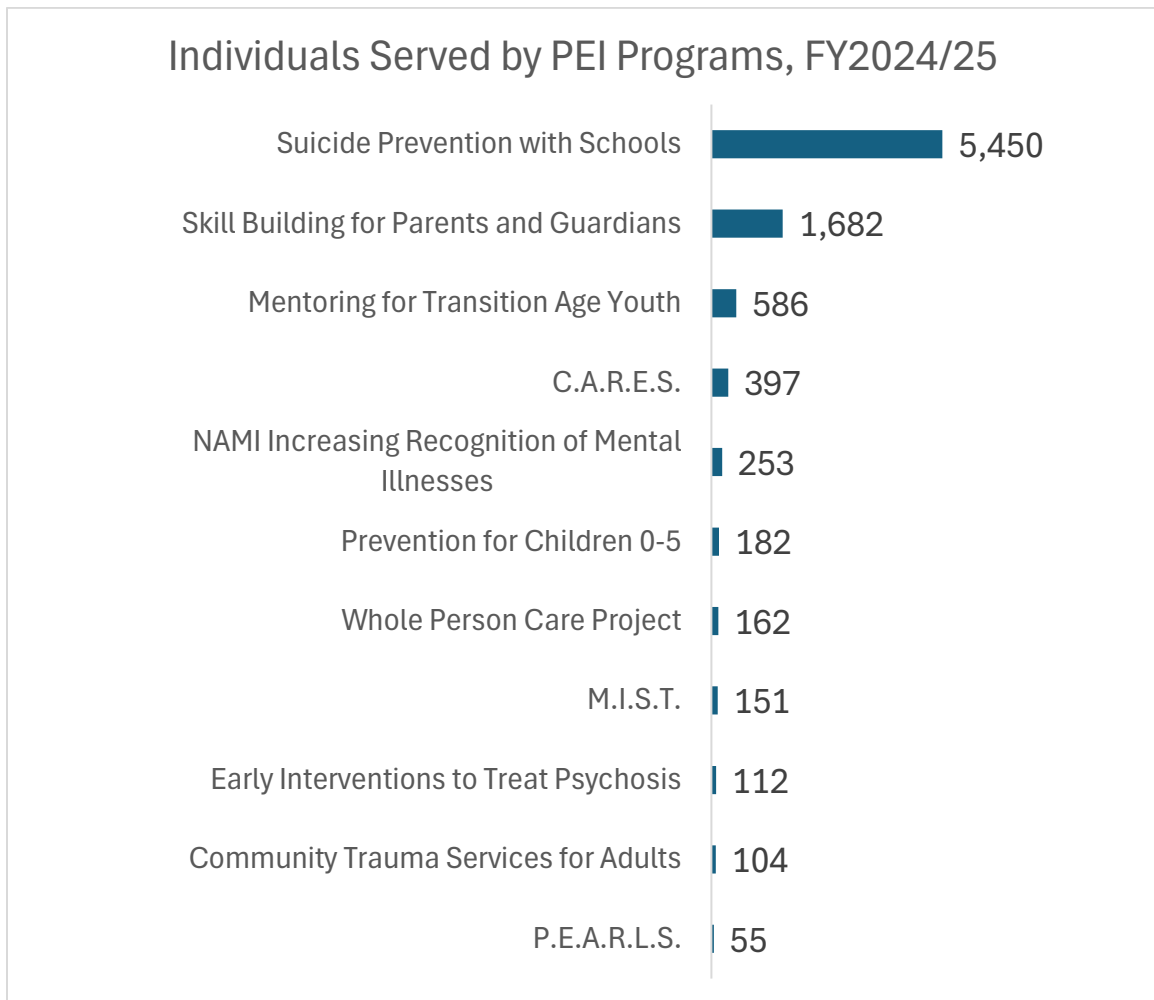 Individuals Served by PEI Programs, FY2024/25
Suicide Prevention with Schools 5,450
Skill Building for Parents and Guardians 1,682
Mentoring for Transition Age Youth 586
C.A.R.E.S. 397
NAMI Increasing Recognition of Mental
Illnesses 253
Prevention for Children 0-5 182
Whole Person Care Project 162
M.I.S.T. 151
Early Interventions to Treat Psychosis 112
Community Trauma Services for Adults 104
P.E.A.R.L.S. 55